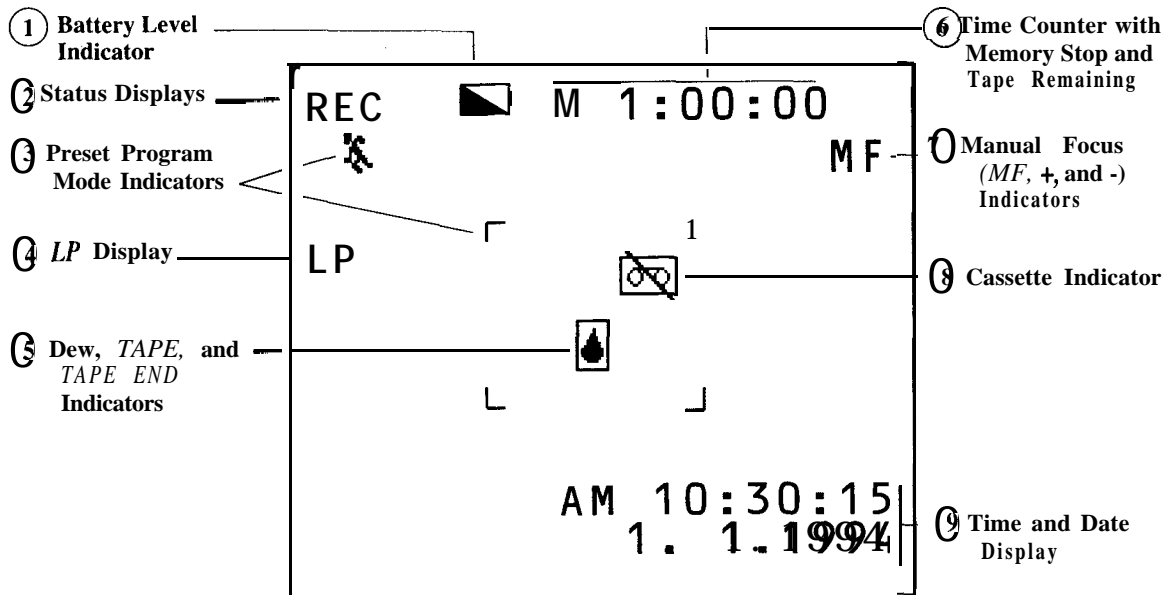 1 Battery Level
Indicator
2 Status Displays
3 Preset Program
Mode Indicators
4 LP Display
5 Dew, TAPE, and
TAPE END
Indicators
REC
M 1:00:00
MF
LP
1
AM 10:30:15
1. 1.1994
6 Time Counter with
Memory Stop and
Tape Remaining
7 Manual Focus
(MF, +, and -)
Indicators
8 Cassette Indicator
9 Time and Date
Display